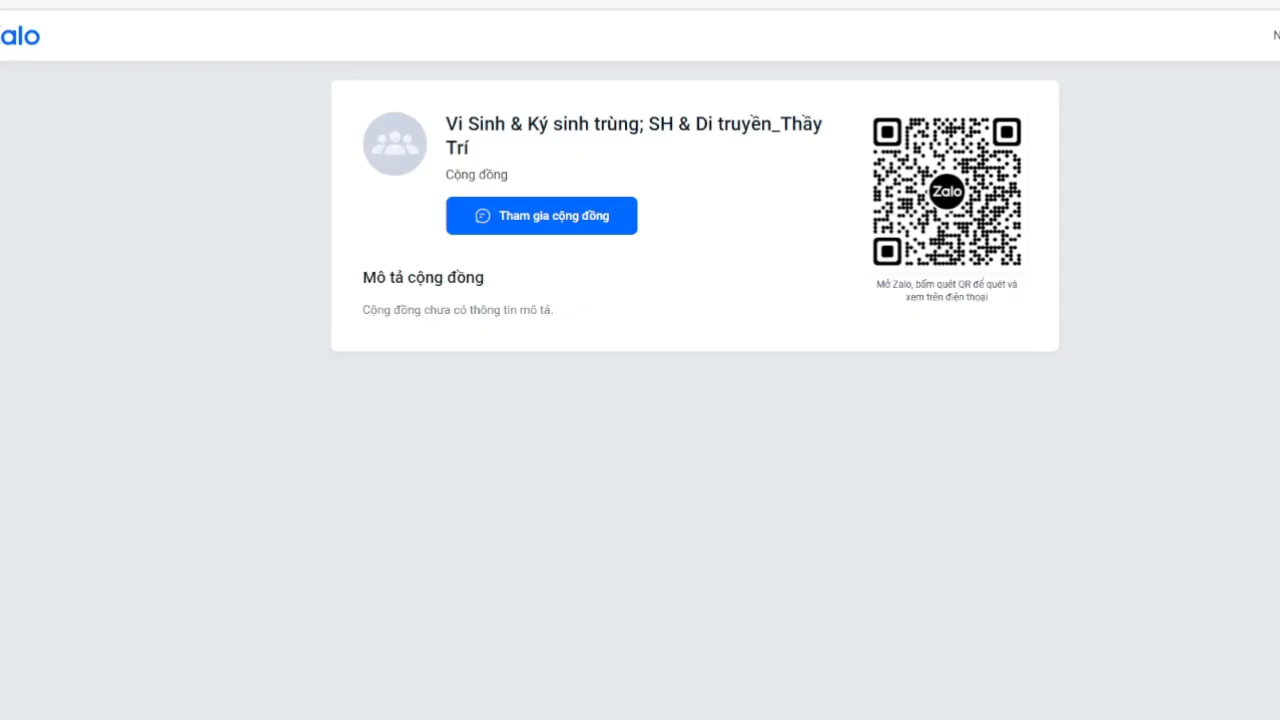 alo
Vi Sinh & Ký sinh trùng; SH & Di truyền_Thầy
Trí
Cộng đồng
Tham gia cộng đồng
Mô tả cộng đồng
Cộng đồng chưa có thông tin mô tả.
Zalo
Mở Zalo, bấm quét QR để quét và
xem trên điện thoại